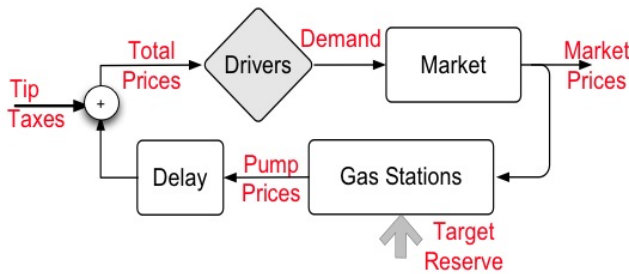 Total
Prices
Drivers
Demand
Market
Market
Prices
Tip
Taxes
+
Delay
Pump
Prices
Gas Stations
Target
Reserve